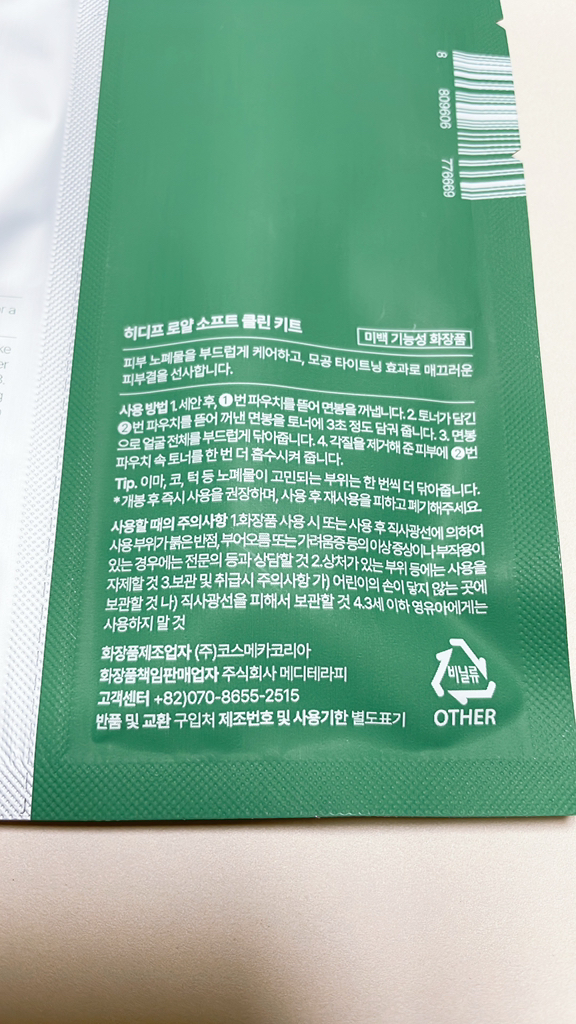 8 809606 776669
히디프 로얄 소프트 클린 키트
미백 기능성 화장품
피부 노폐물을 부드럽게 케어하고, 모공 타이트닝 효과로 매끄러운
피부결을 선사합니다.
사용 방법 1. 세안 후, ❶번 파우치를 뜯어 면봉을 꺼냅니다. 2. 토너가 담긴
❷번 파우치를 뜯어 꺼낸 면봉을 토너에 3초 정도 담궈 줍니다. 3. 면봉
으로 얼굴 전체를 부드럽게 닦아줍니다. 4. 각질을 제거해 준 피부에 ❷번
파우치 속 토너를 한 번 더 흡수시켜 줍니다.
Tip. 이마, 코, 턱 등 노폐물이 고민되는 부위는 한 번씩 더 닦아줍니다.
* 개봉 후 즉시 사용을 권장하며, 사용 후 재사용을 피하고 폐기해주세요.
사용할 때의 주의사항 1.화장품 사용 시 또는 사용 후 직사광선에 의하여
사용부위가 붉은 반점, 부어오름 또는 가려움증 등의 이상 증상이나 부작용이
있는 경우에는 전문의 등과 상담할 것 2.상처가 있는 부위 등에는 사용을
자제할 것 3.보관 및 취급시 주의사항 가) 어린이의 손이 닿지 않는 곳에
보관할 것 나) 직사광선을 피해서 보관할 것 4.3세 이하 영유아에게는
사용하지 말 것
화장품제조업자 (주)코스메카코리아
화장품책임판매업자 주식회사 메디테라피
고객센터 +82)070-8655-2515
반품 및 교환 구입처 제조번호 및 사용기한 별도표기
비닐류
OTHER